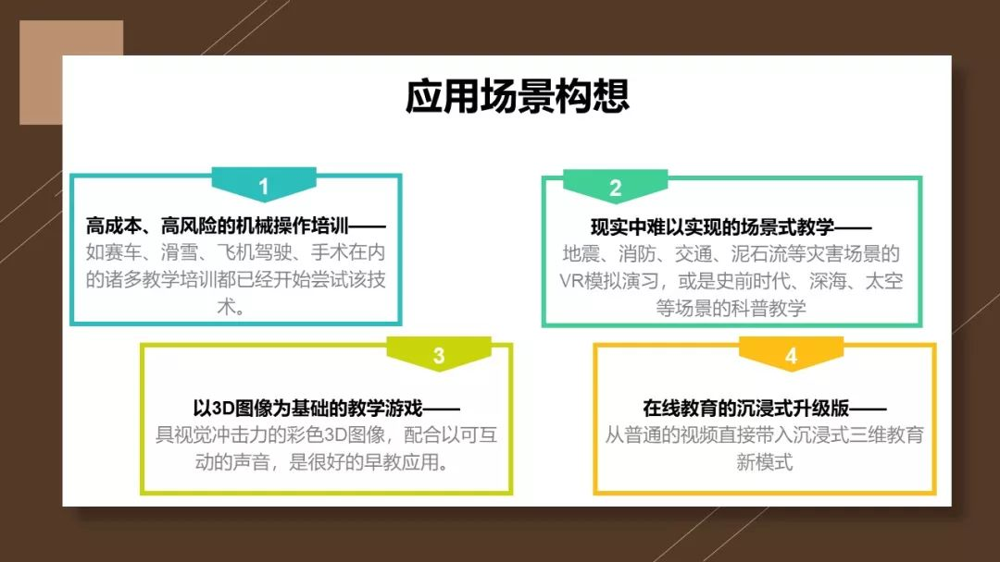 应用场景构想
1
高成本、高风险的机械操作培训——
如赛车、滑雪、飞机驾驶、手术在内
的诸多教学培训都已经开始尝试该技
术。
2
现实中难以实现的场景式教学——
地震、消防、交通、泥石流等灾害场景的
VR模拟演习，或是史前时代、深海、太空
等场景的科普教学
3
以3D图像为基础的教学游戏——
具视觉冲击力的彩色3D图像，配合以可互
动的声音，是很好的早教应用。
4
在线教育的沉浸式升级版——
从普通的视频直接带入沉浸式三维教育
新模式